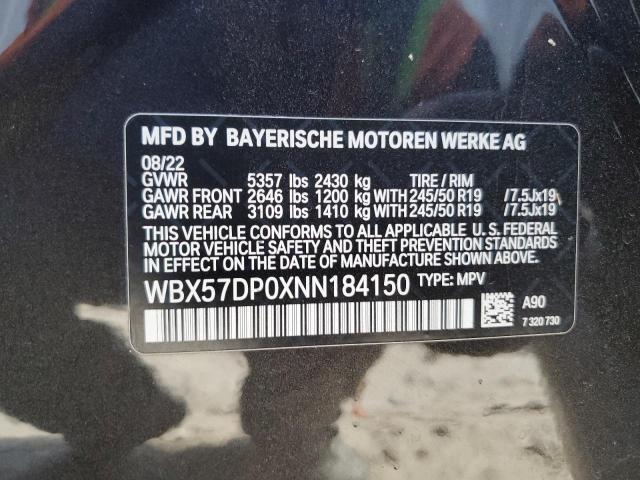 MFD BY BAYERISCHE MOTOREN WERKE AG
08/22
GVWR 5357 lbs 2430 kg TIRE / RIM
GAWR FRONT 2646 lbs 1200 kg WITH 245/50 R19 /7.5Jx19
GAWR REAR 3109 lbs 1410 kg WITH 245/50 R19 /7.5Jx19
THIS VEHICLE CONFORMS TO ALL APPLICABLE U. S. FEDERAL
MOTOR VEHICLE SAFETY AND THEFT PREVENTION STANDARDS
IN EFFECT ON THE DATE OF MANUFACTURE SHOWN ABOVE.
WBX57DP0XNN184150 TYPE: MPV
A90
7 320 730